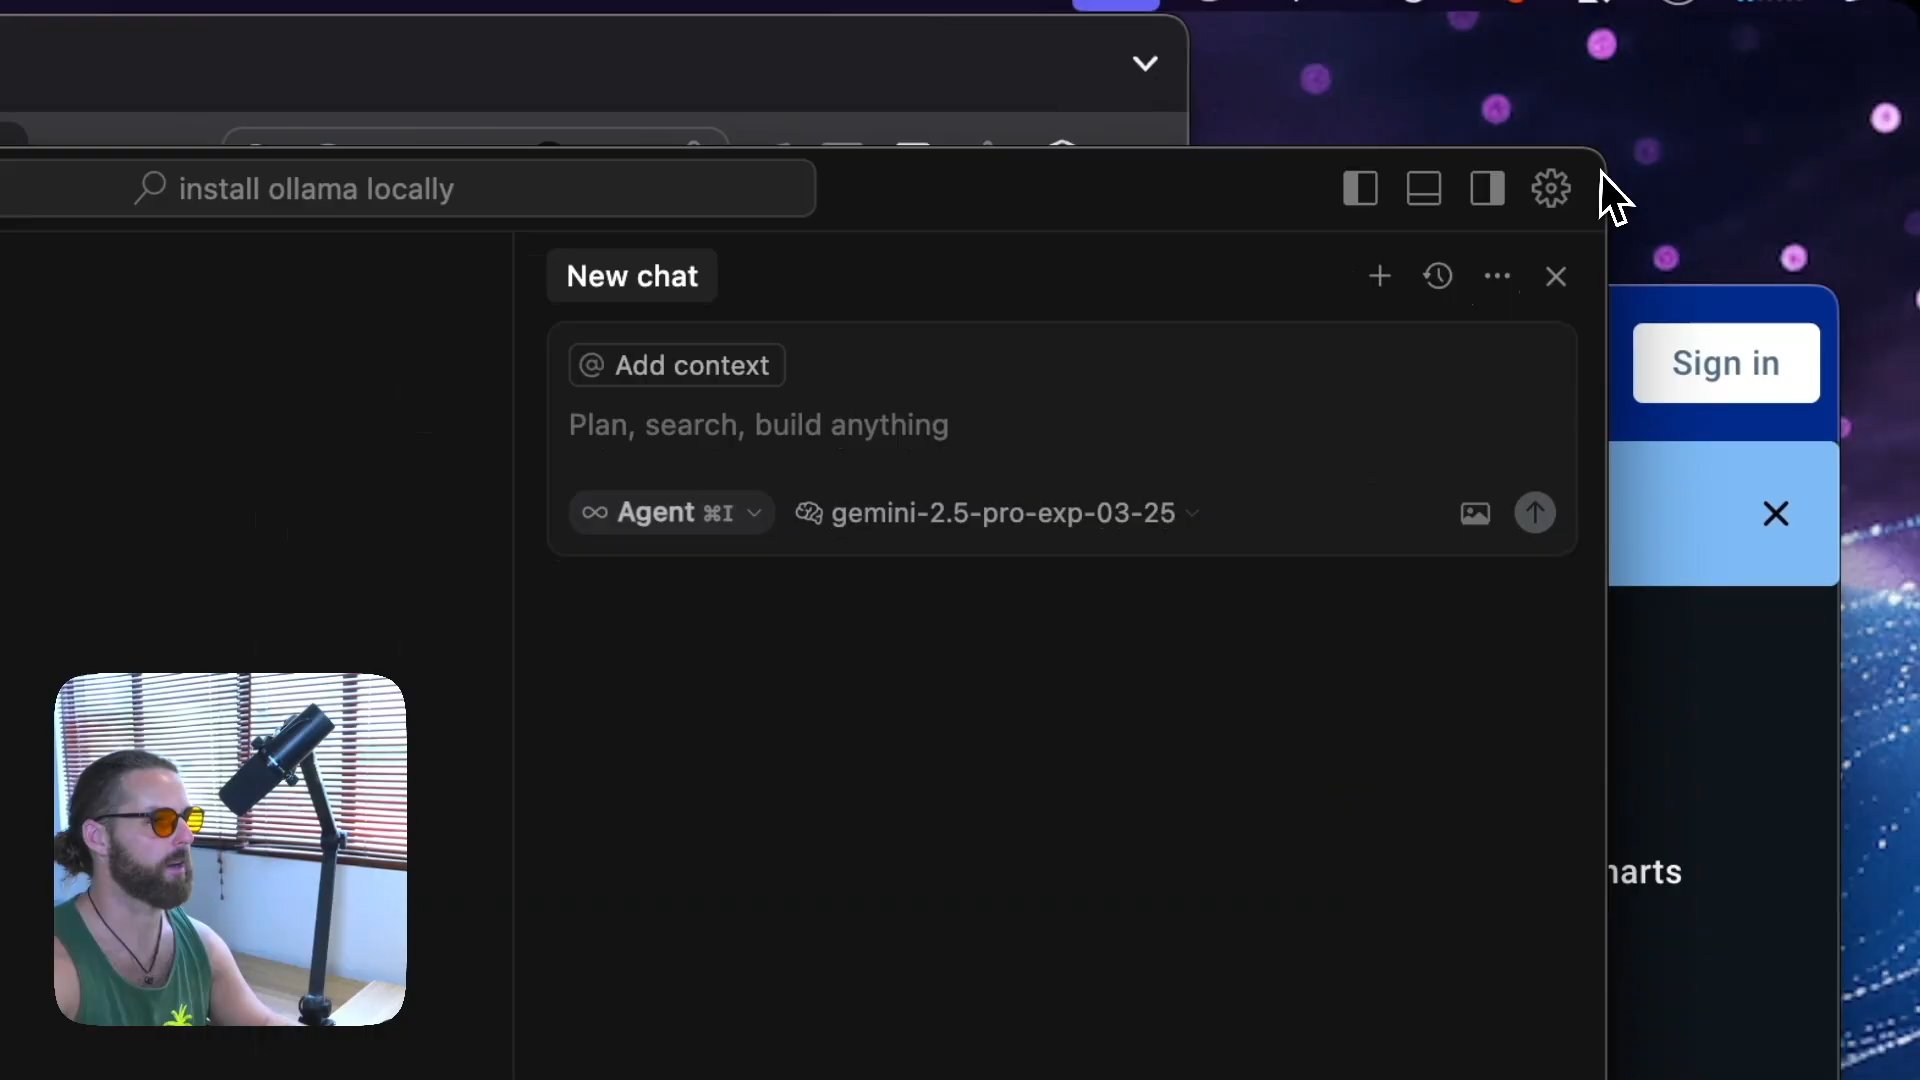 install ollama locally
New chat
@ Add context
Plan, search, build anything
Agent ⌘I
gemini-2.5-pro-exp-03-25
Sign in
harts